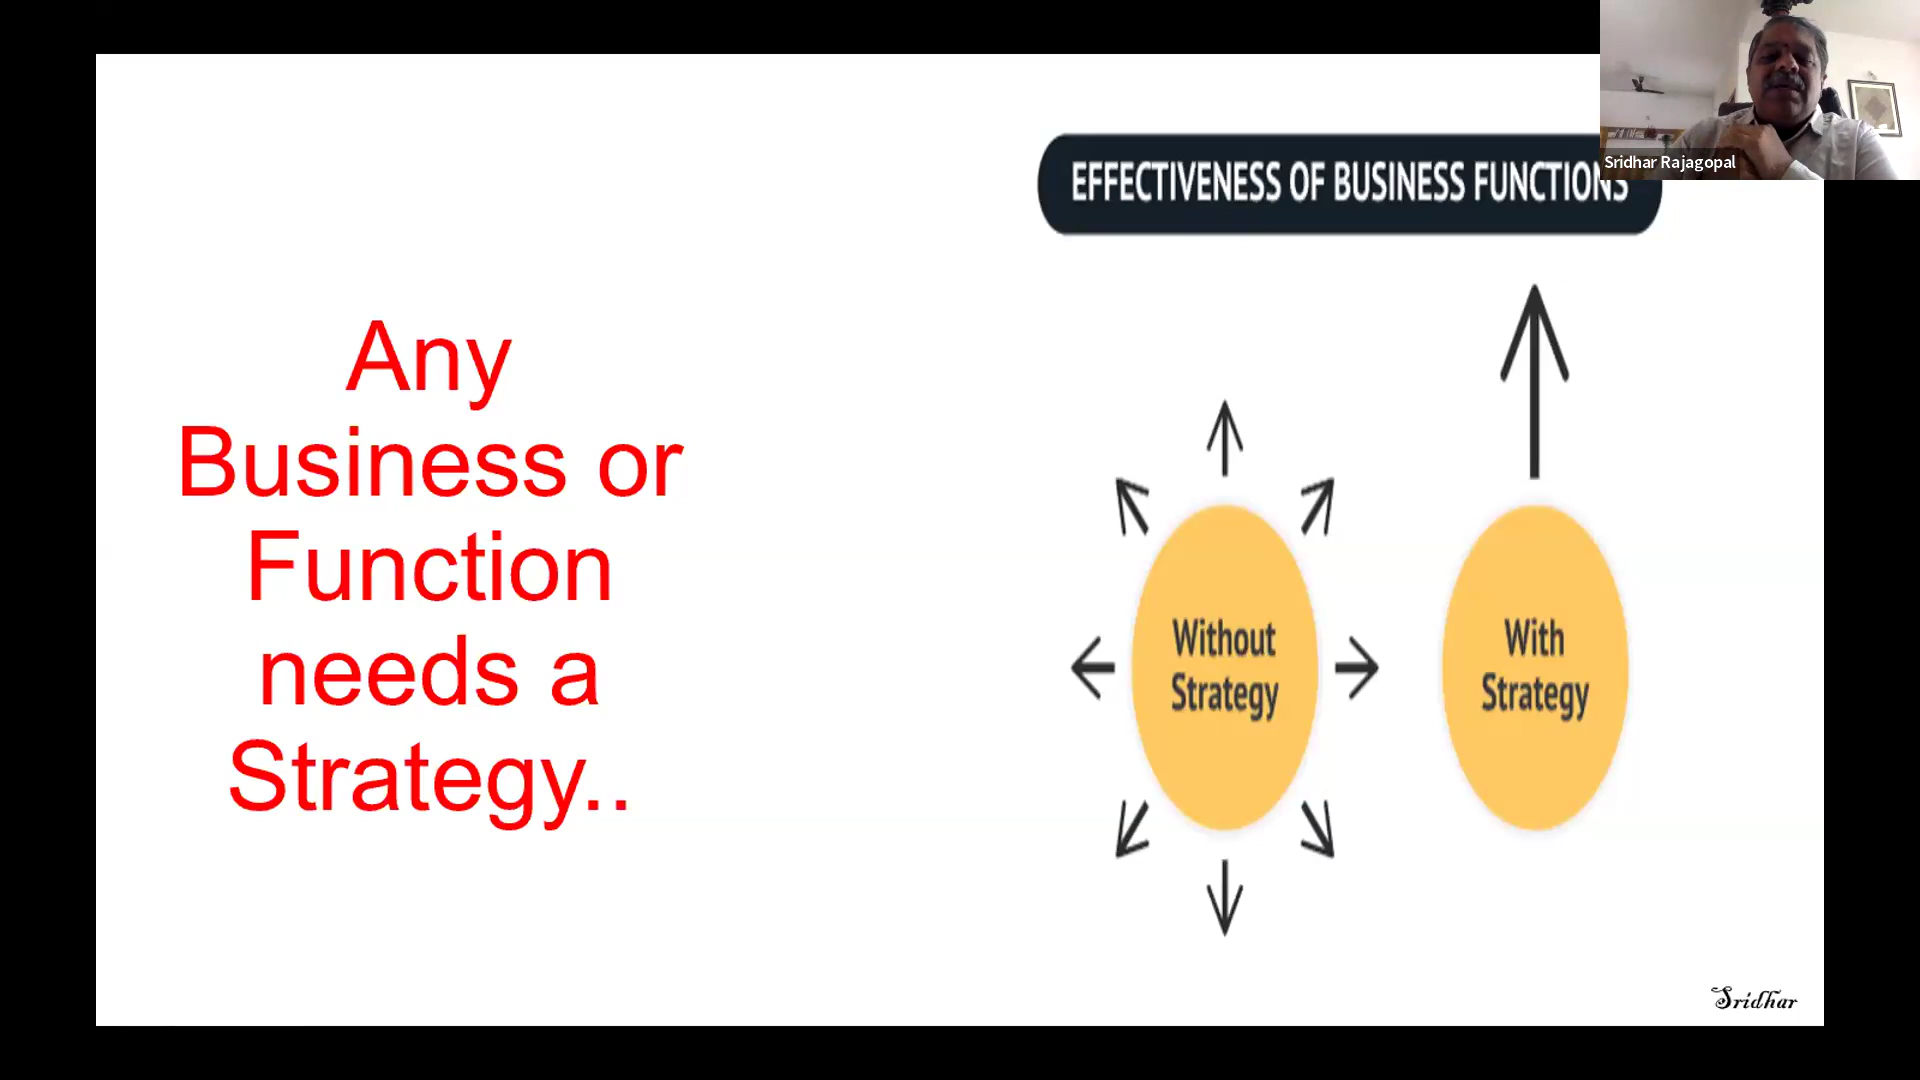 Sridhar Rajagopal
EFFECTIVENESS OF BUSINESS FUNCTIONS
Any
Business or
Function
needs a
Strategy..
Without
Strategy
With
Strategy
Sridhar